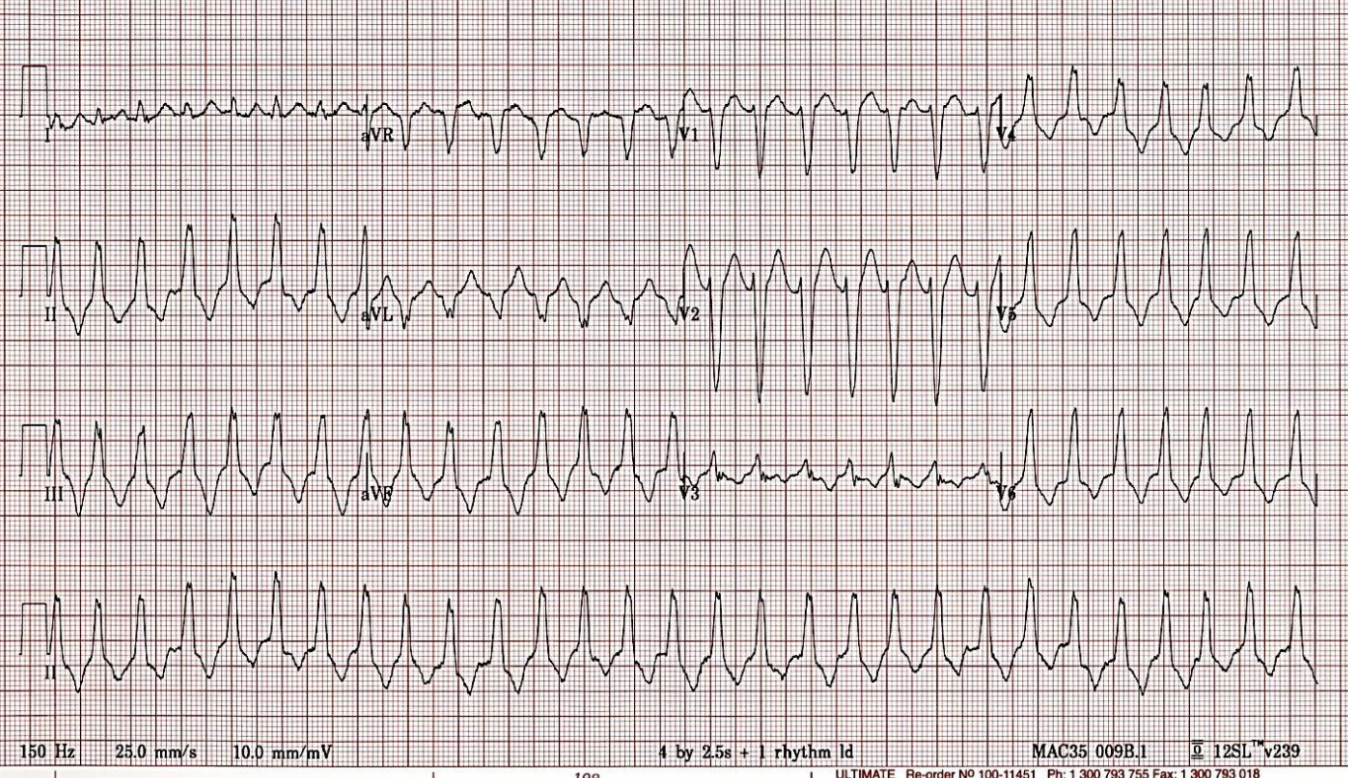 I aVR V1 V4
II aVL V2 V5
III aVF V3 V6
II
150 Hz 25.0 mm/s 10.0 mm/mV 4 by 2.5s + 1 rhythm ld MAC35 009B.1 12SL™v239
ULTIMATE Re-order Nº 100-11451 Ph: 1 300 793 755 Fax: 1 300 793 018